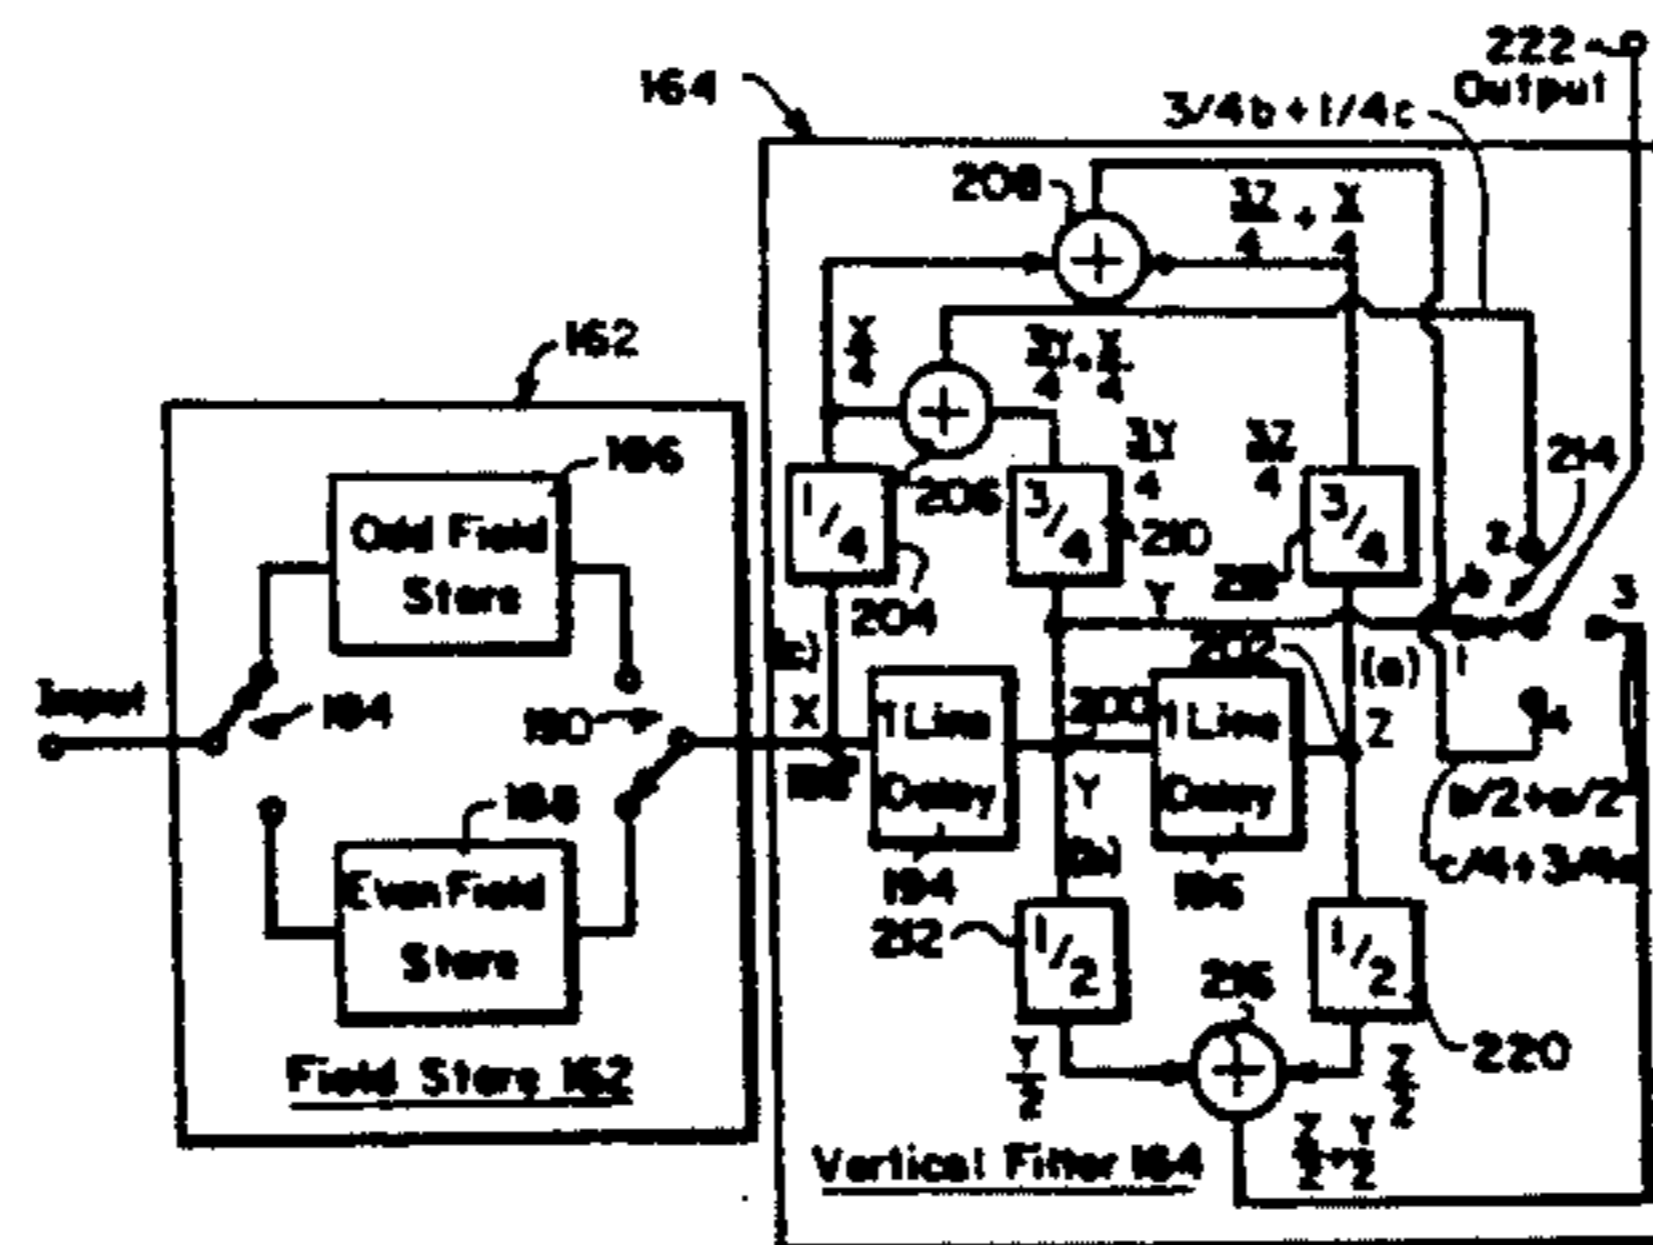 222
Output
164
3/4b+1/4c
208
3Z/4 + X/4
162
X/4
3Y/4 + X/4
186
3Y/4
3Z/4
214
1/4
206
3/4
210
3/4
2
Odd Field
Store
204
Y
b
3
202
(a)
1
Input
184
190
X
1 Line
Delay
200
1 Line
Delay
Z
4
Y
b/2+a/2
188
194
196
c/4+3/4a
Even Field
Store
212
1/2
1/2
216
220
Y/2
Z/2
Field Store 162
Z/2+Y/2
Vertical Filter 164